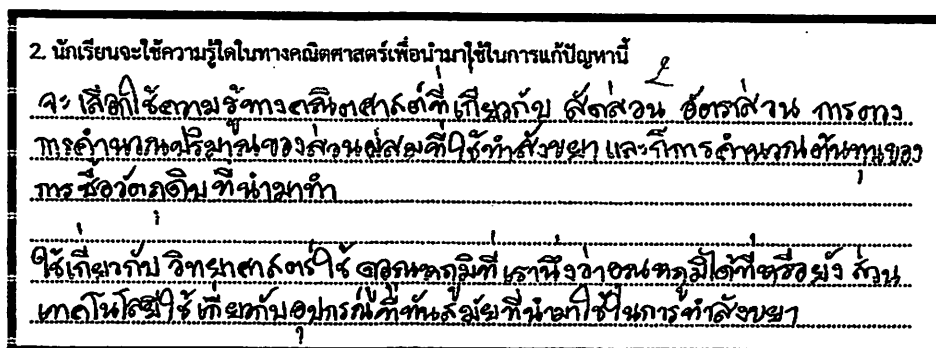 2. นักเรียนจะใช้ความรู้ใดในทางคณิตศาสตร์เพื่อนำมาใช้ในการแก้ปัญหานี้
จะเลือกใช้ความรู้ทางคณิตศาสตร์ที่เกี่ยวกับ สัดส่วน อัตราส่วน การตวง
การคำนวณปริมาณของส่วนผสมที่ใช้ทำสังขยา และก็การคำนวณต้นทุนของ
การซื้อวัตถุดิบที่นำมาทำ
ใช้เกี่ยวกับ วิทยาศาสตร์ใช้ ดูอุณหภูมิที่เรานึ่งว่าอุณหภูมิได้ที่หรือยัง ส่วน
เทคโนโลยีใช้เกี่ยวกับอุปกรณ์ที่ทันสมัยที่นำมาใช้ในการทำสังขยา